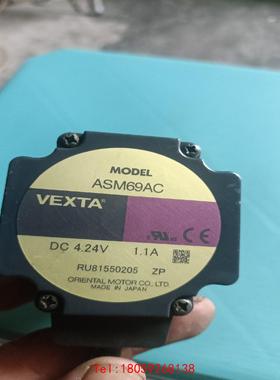 MODEL
ASM69AC
VEXTA®
DC 4.24V 1.1A
RU81550205 ZP
ORIENTAL MOTOR CO., LTD.
MADE IN JAPAN